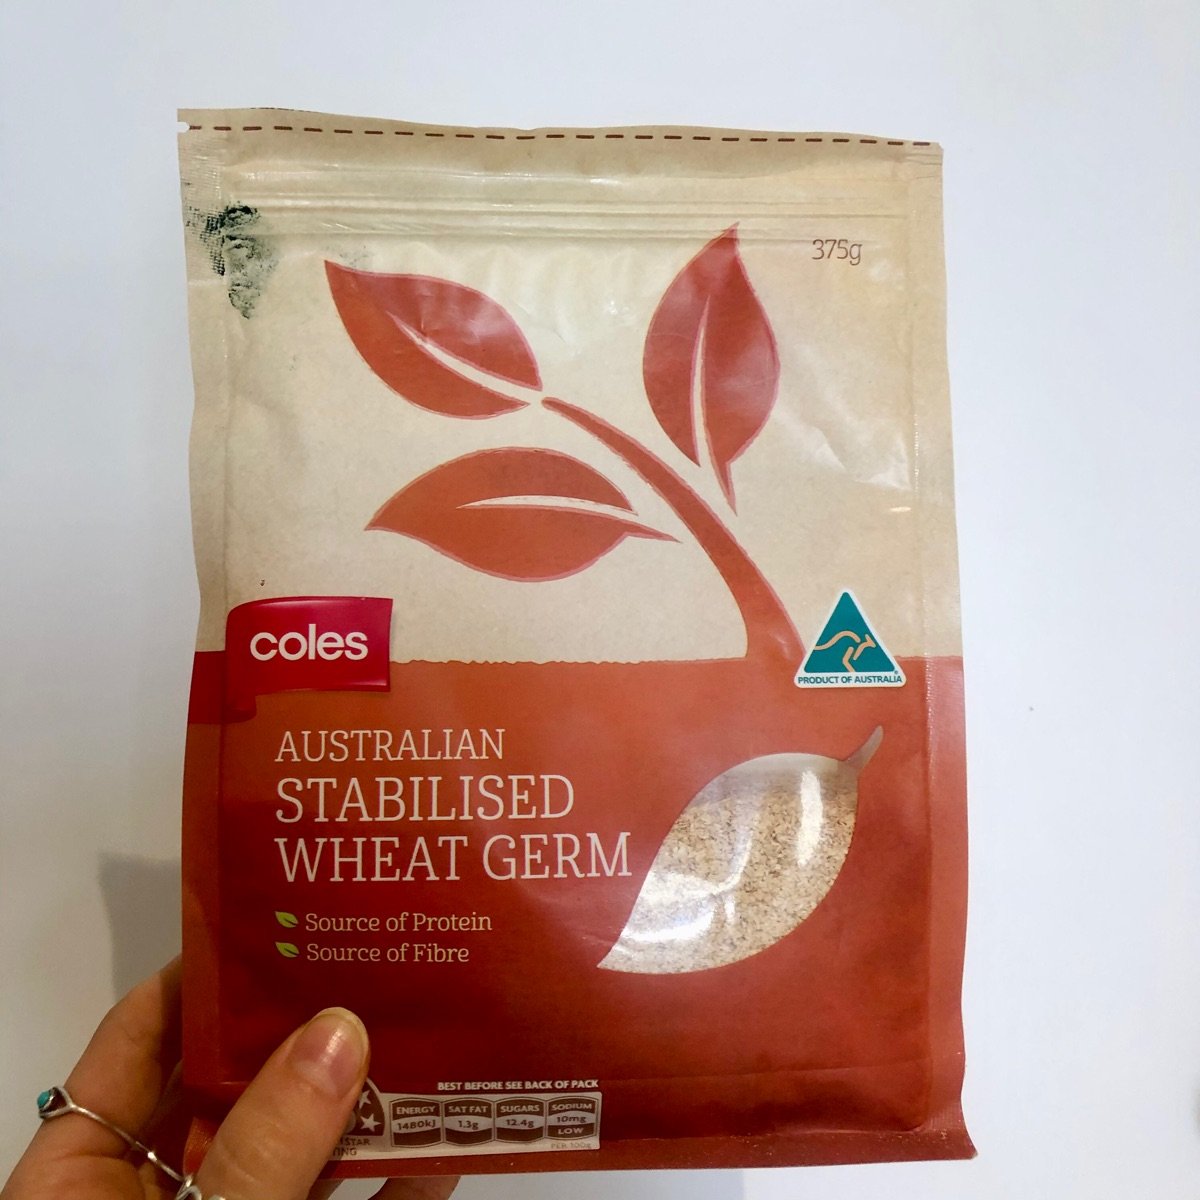 375g
coles
PRODUCT OF AUSTRALIA
AUSTRALIAN
STABILISED
WHEAT GERM
Source of Protein
Source of Fibre
BEST BEFORE SEE BACK OF PACK
ENERGY SAT FAT SUGARS SODIUM
1480kJ 1.3g 12.4g 10mg
LOW
PER 100g